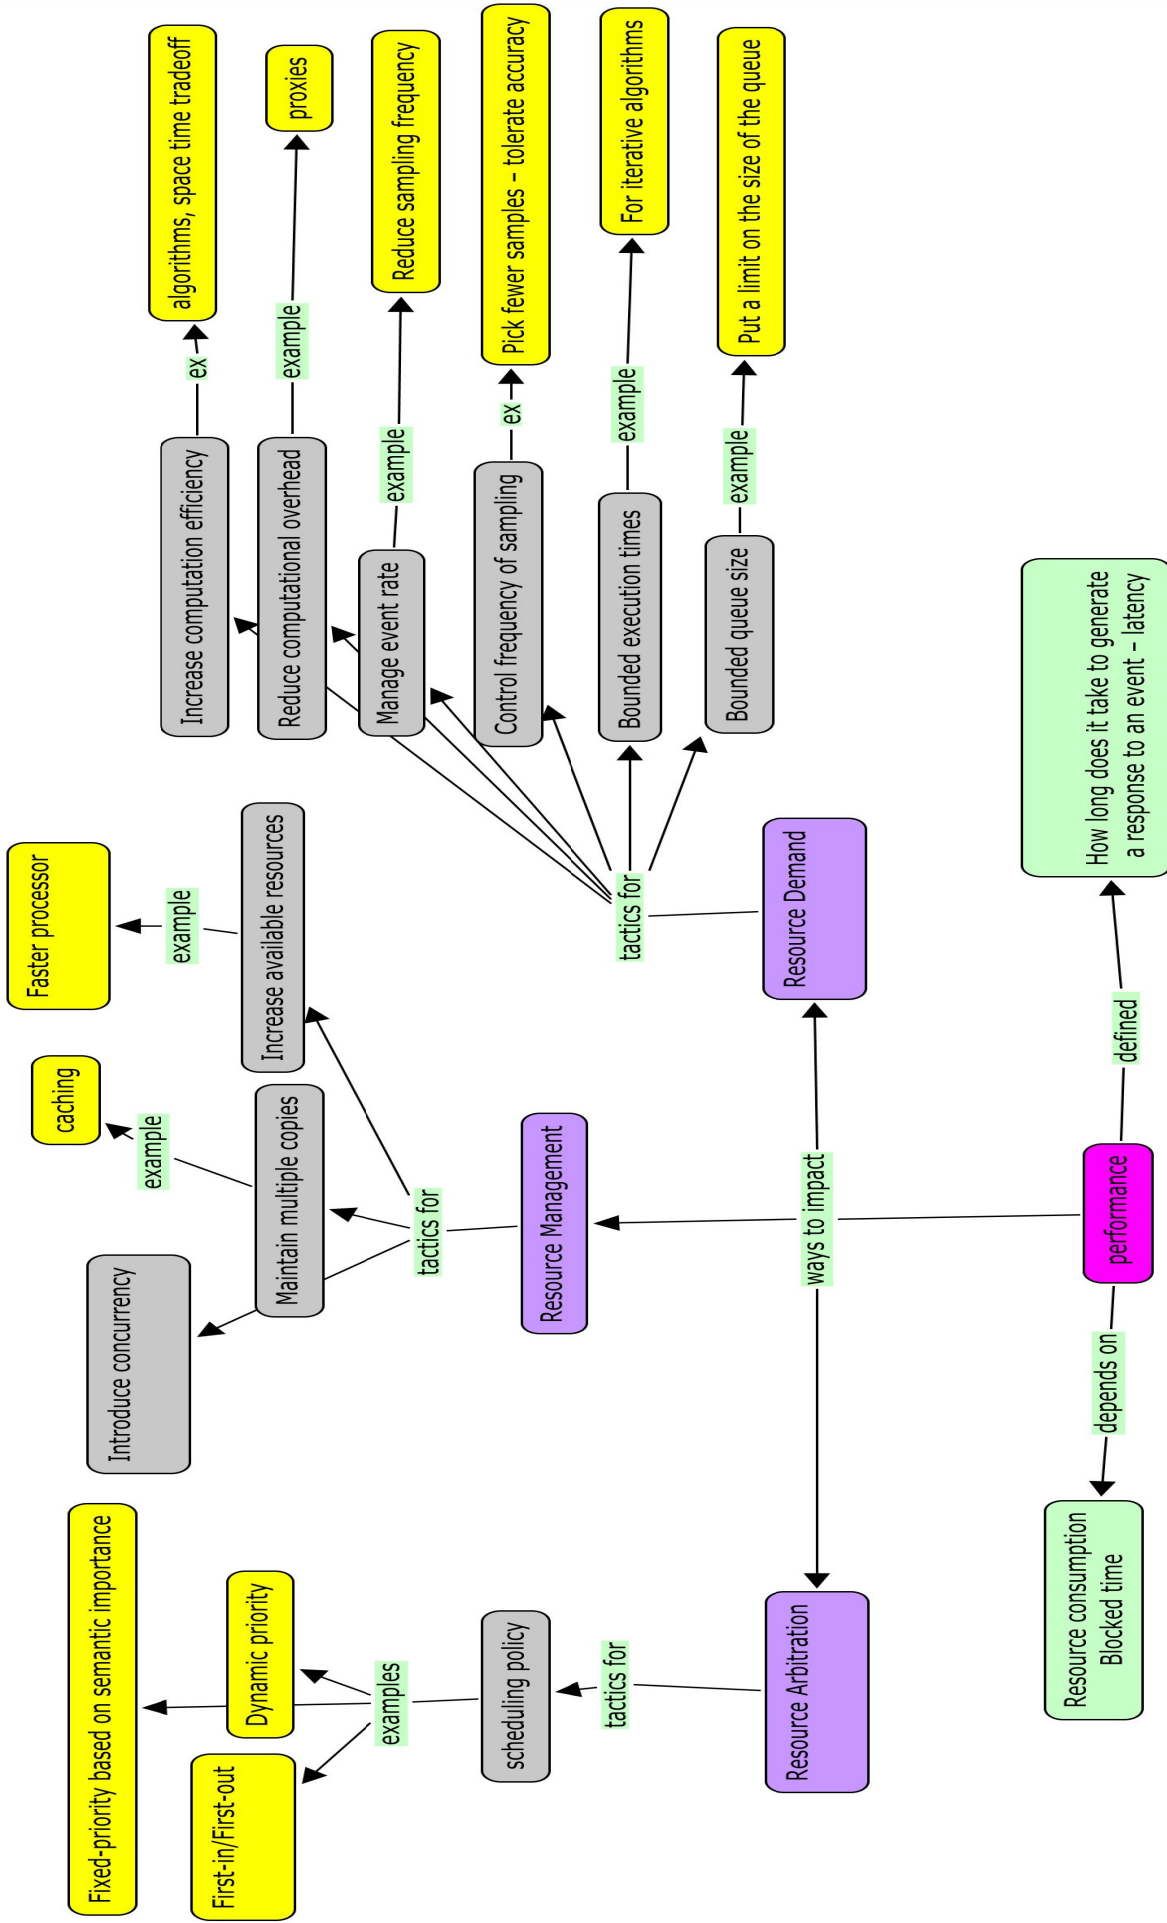 Fixed-priority based on semantic importance
First-in/First-out
Dynamic priority
examples
scheduling policy
tactics for
Resource Arbitration
Introduce concurrency
caching
Faster processor
example
example
Maintain multiple copies
Increase available resources
tactics for
Resource Management
ways to impact
algorithms, space time tradeoff
ex
Increase computation efficiency
proxies
example
Reduce computational overhead
Reduce sampling frequency
example
Manage event rate
Pick fewer samples – tolerate accuracy
ex
Control frequency of sampling
For iterative algorithms
example
Bounded execution times
Put a limit on the size of the queue
example
Bounded queue size
tactics for
Resource Demand
Resource consumption
Blocked time
depends on
performance
defined
How long does it take to generate
a response to an event – latency